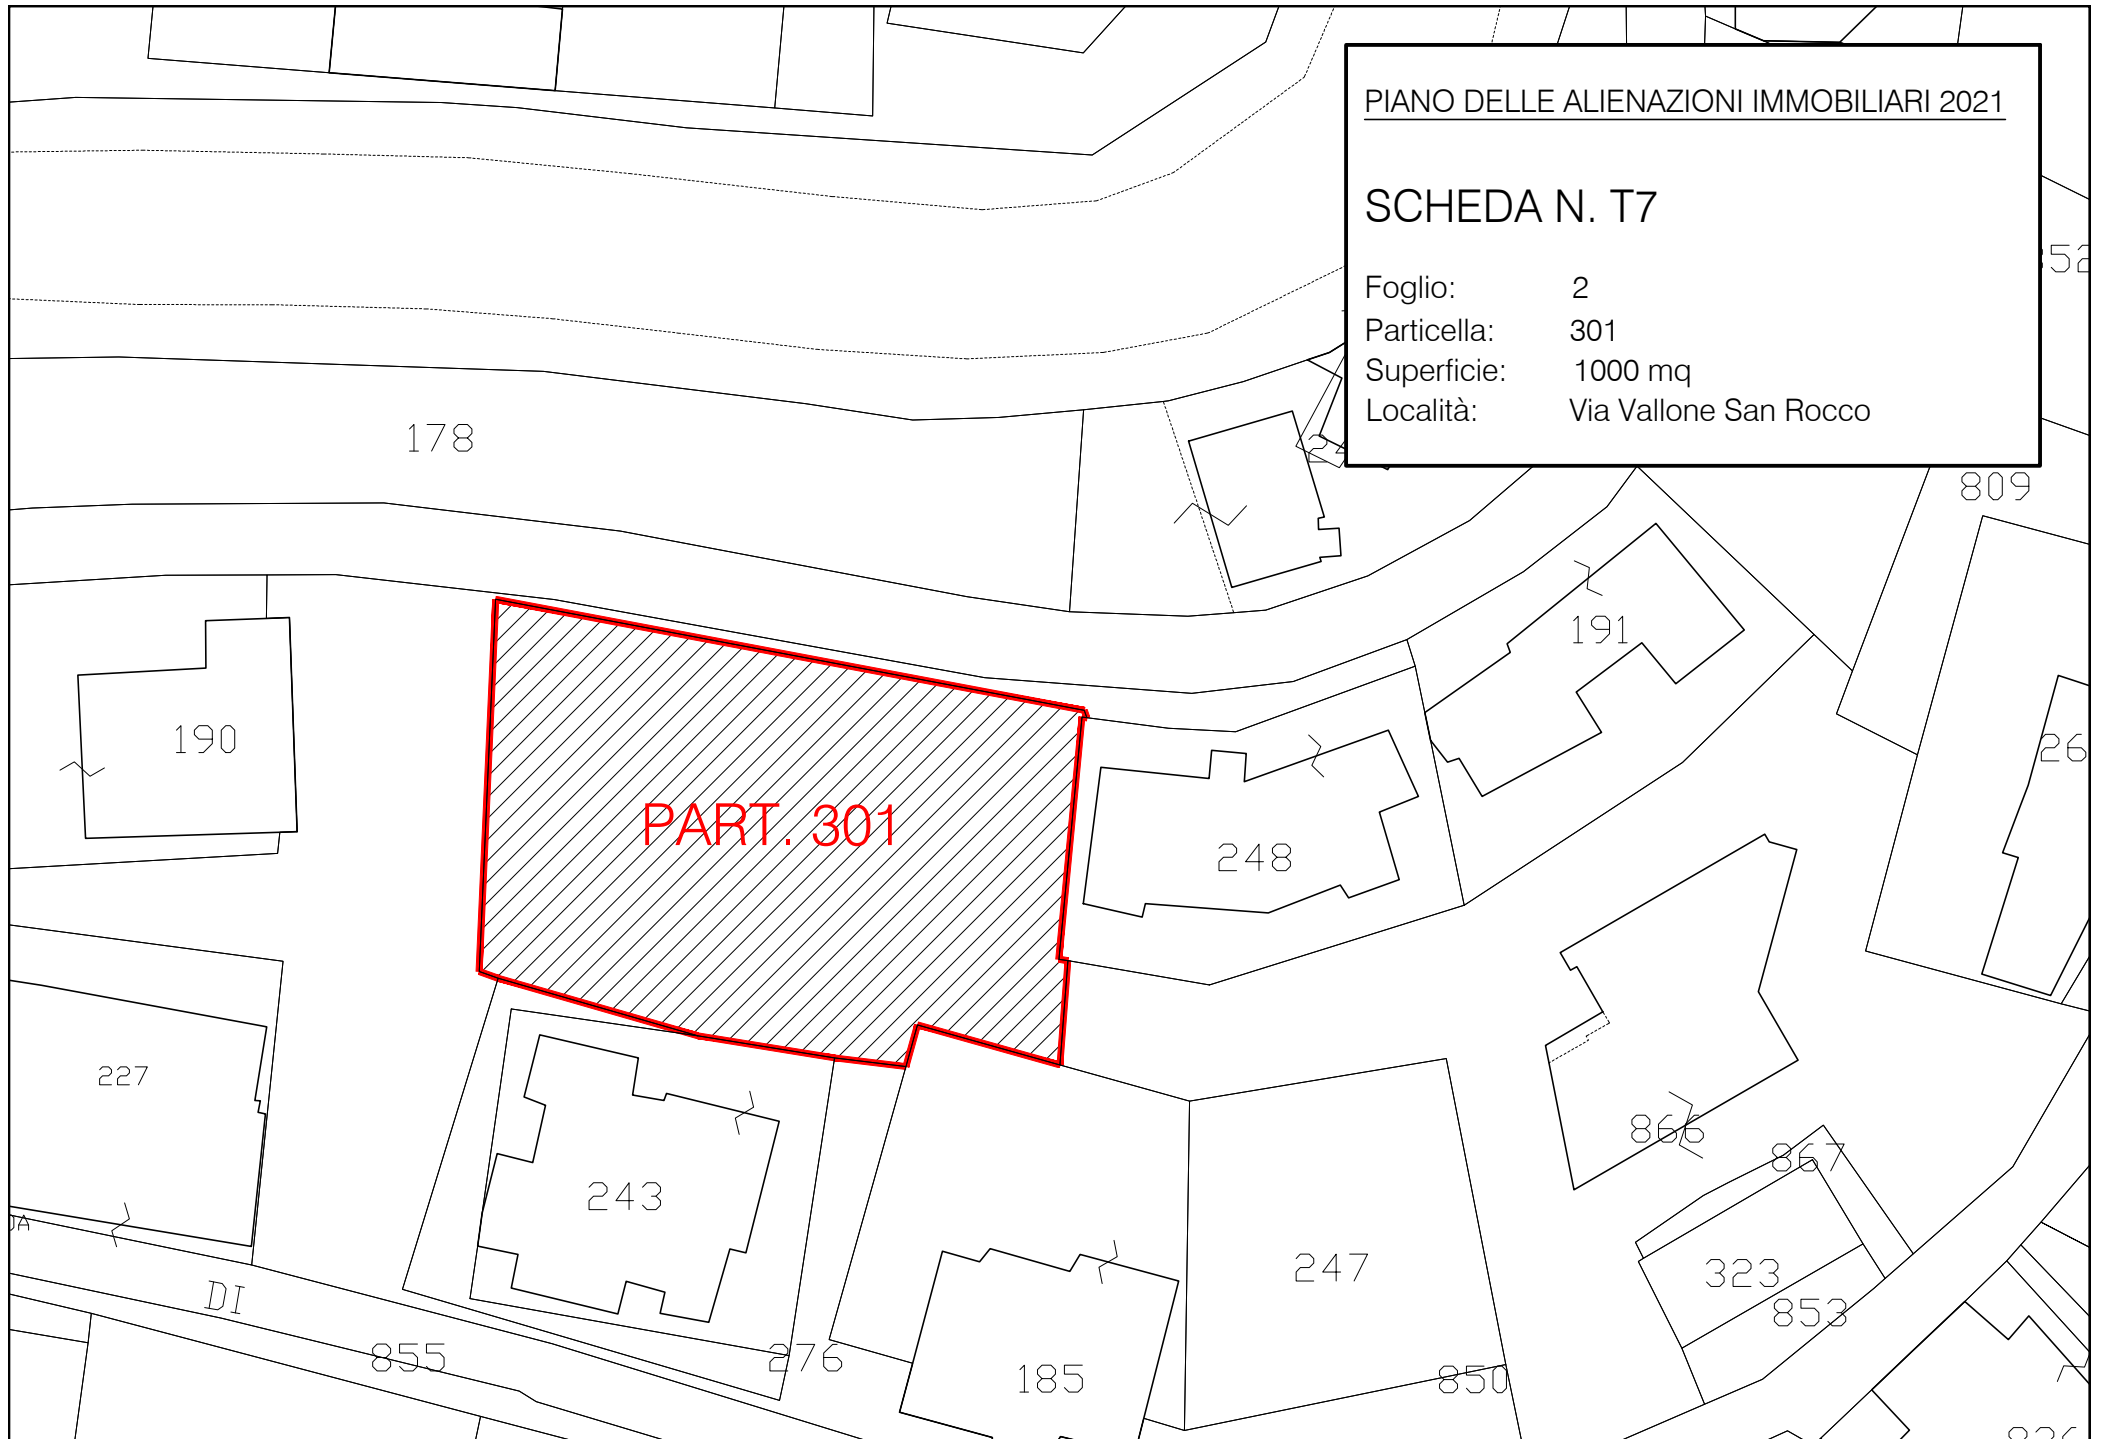 PIANO DELLE ALIENAZIONI IMMOBILIARI 2021
SCHEDA N. T7
Foglio: 2
Particella: 301
Superficie: 1000 mq
Località: Via Vallone San Rocco
178
809
191
190
26
PART. 301
248
227
866
867
243
247
323
DI
853
855
276
185
850